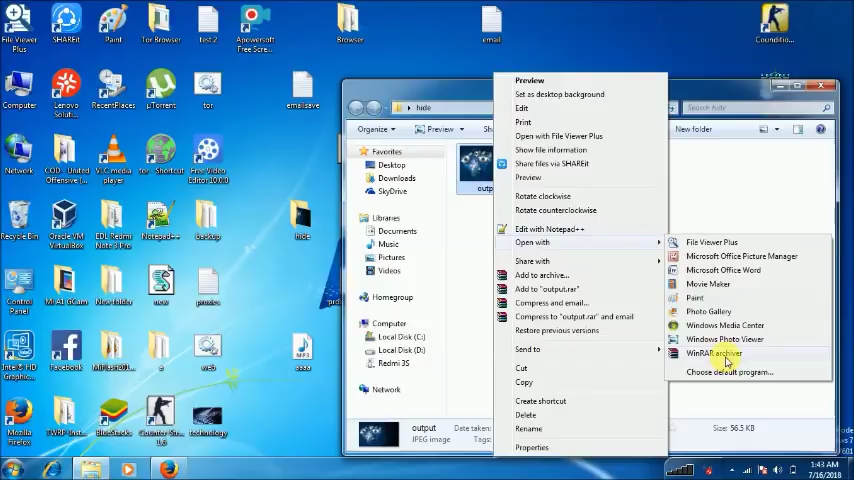 File Viewer
Plus
SHAREit
Paint
Tor Browser
test 2
Apowersoft
Free Scre...
Browser
email
Counditio...
Computer
Lenovo
Soluti...
RecentPlaces
µTorrent
tor
emailsave
Network
COD - United
Offensive (...
VLC media
player
tor - Shortcut
Free Video
Editor 10.0.0
Recycle Bin
Oracle VM
VirtualBox
EDL Redmi
Note 3 Pro
Notepad++
backup
hide
Control
Panel
Mi-A1 GCam
New folder
new
proxies
Intel® HD
Graphic...
Facebook
MiFlash201...
e
web
aaaa
Mozilla
Firefox
TWRP-Inst...
BlueStacks
Counter-Str...
1.6
technology
hide
Search hide
Organize
Preview
New folder
Favorites
Desktop
Downloads
SkyDrive
Libraries
Documents
Music
Pictures
Videos
Homegroup
Computer
Local Disk (C:)
Local Disk (D:)
Redmi 3S
Network
output
JPEG image
Date taken:
Tags:
Size: 56.5 KB
Preview
Set as desktop background
Edit
Print
Open with File Viewer Plus
Show file information
Share files via SHAREit
Preview
Rotate clockwise
Rotate counterclockwise
Edit with Notepad++
Open with
Share with
Add to archive...
Add to "output.rar"
Compress and email...
Compress to "output.rar" and email
Restore previous versions
Send to
Cut
Copy
Create shortcut
Delete
Rename
Properties
File Viewer Plus
Microsoft Office Picture Manager
Microsoft Office Word
Movie Maker
Paint
Photo Gallery
Windows Media Center
Windows Photo Viewer
WinRAR archiver
Choose default program...
1:43 AM
7/16/2018